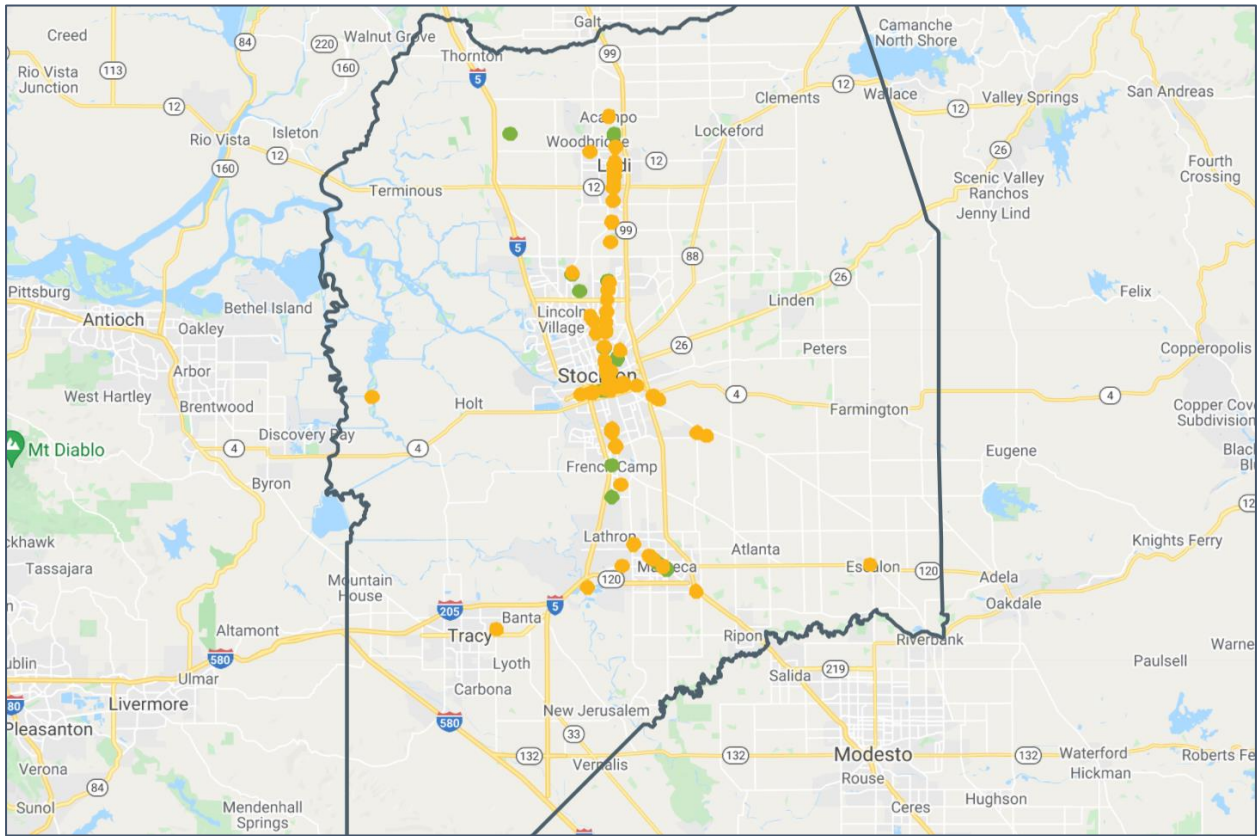 Galt
Creed
84
220
Walnut Grove
Camanche
North Shore
113
160
Thornton
99
Rio Vista
Junction
5
12
Wallace
12
Clements
12
Valley Springs
San Andreas
Acampo
Rio Vista
Isleton
Woodbridge
Lockeford
12
160
Lodi
12
26
Fourth
Crossing
Terminous
12
Scenic Valley
Ranchos
Jenny Lind
5
99
88
26
Pittsburg
Bethel Island
Linden
Felix
Antioch
Oakley
Lincoln
Village
26
Peters
Copperopolis
Arbor
Stockton
West Hartley
Brentwood
Holt
4
4
Farmington
Copper Cove
Subdivision
Discovery Bay
4
4
Mt Diablo
Eugene
French Camp
Byron
12
Lathrop
Atlanta
Knights Ferry
Tassajara
Manteca
Escalon
120
Mountain
House
120
Adela
205
5
Banta
Oakdale
Altamont
Tracy
Ripon
Riverbank
580
Lyoth
219
Paulsell
Ulmar
Salida
Carbona
Livermore
580
New Jerusalem
Pleasanton
33
132
Vernalis
132
Modesto
132
Waterford
Verona
Rouse
Hickman
84
Hughson
Sunol
Mendenhall
Springs
Ceres